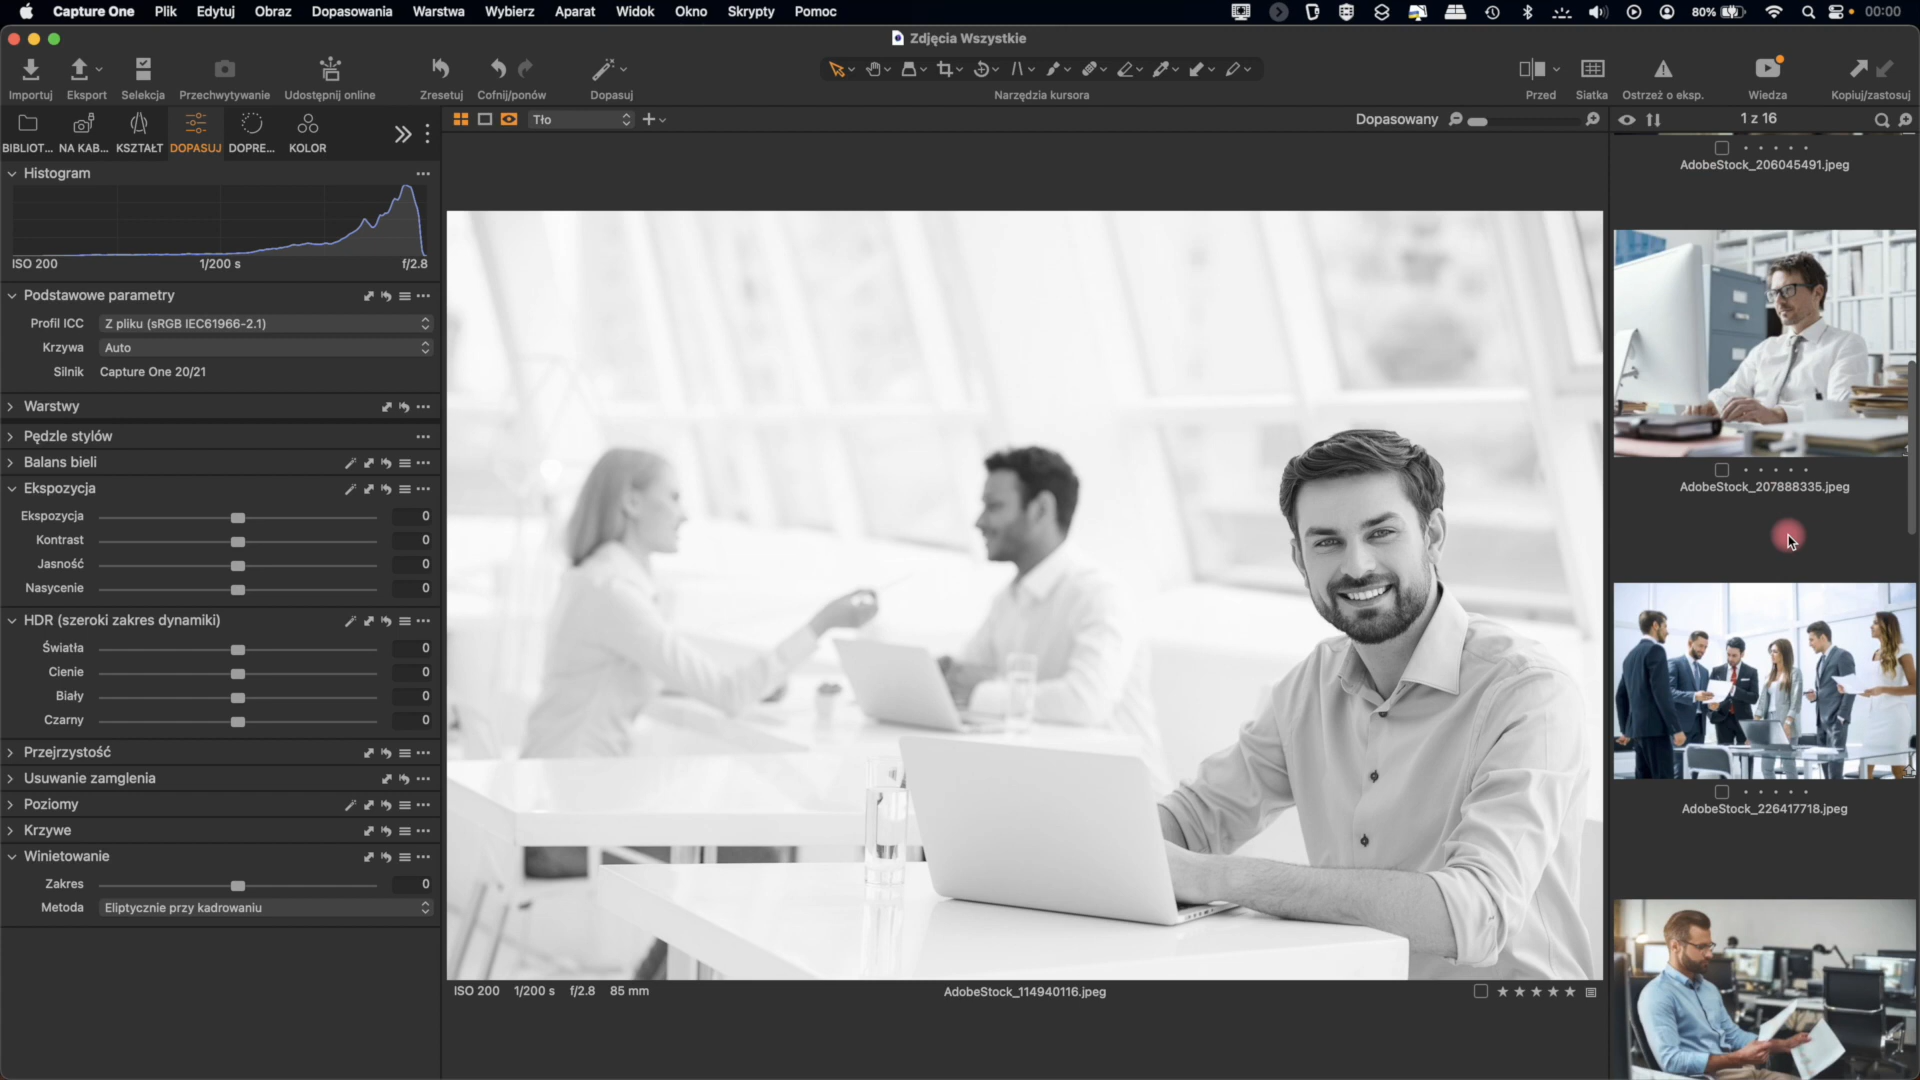 Capture One Plik Edytuj Obraz Dopasowania Warstwa Wybierz Aparat Widok Okno Skrypty Pomoc 80% 00:00
Zdjęcia Wszystkie
Importuj Eksport Selekcja Przechwytywanie Udostępnij online Zresetuj Cofnij/ponów Dopasuj Narzędzia kursora Przed Siatka Ostrzeż o eksp. Wiedza Kopiuj/zastosuj
BIBLIOT... NA KAB... KSZTAŁT DOPASUJ DOPRE... KOLOR
Tło
Dopasowany
1 z 16
Histogram
ISO 200 1/200 s f/2.8
Podstawowe parametry
Profil ICC Z pliku (sRGB IEC61966-2.1)
Krzywa Auto
Silnik Capture One 20/21
Warstwy
Pędzle stylów
Balans bieli
Ekspozycja
Ekspozycja 0
Kontrast 0
Jasność 0
Nasycenie 0
HDR (szeroki zakres dynamiki)
Światła 0
Cienie 0
Biały 0
Czarny 0
Przejrzystość
Usuwanie zamglenia
Poziomy
Krzywe
Winietowanie
Zakres 0
Metoda Eliptycznie przy kadrowaniu
ISO 200 1/200 s f/2.8 85 mm
AdobeStock_114940116.jpeg
AdobeStock_206045491.jpeg
AdobeStock_207888335.jpeg
AdobeStock_226417718.jpeg